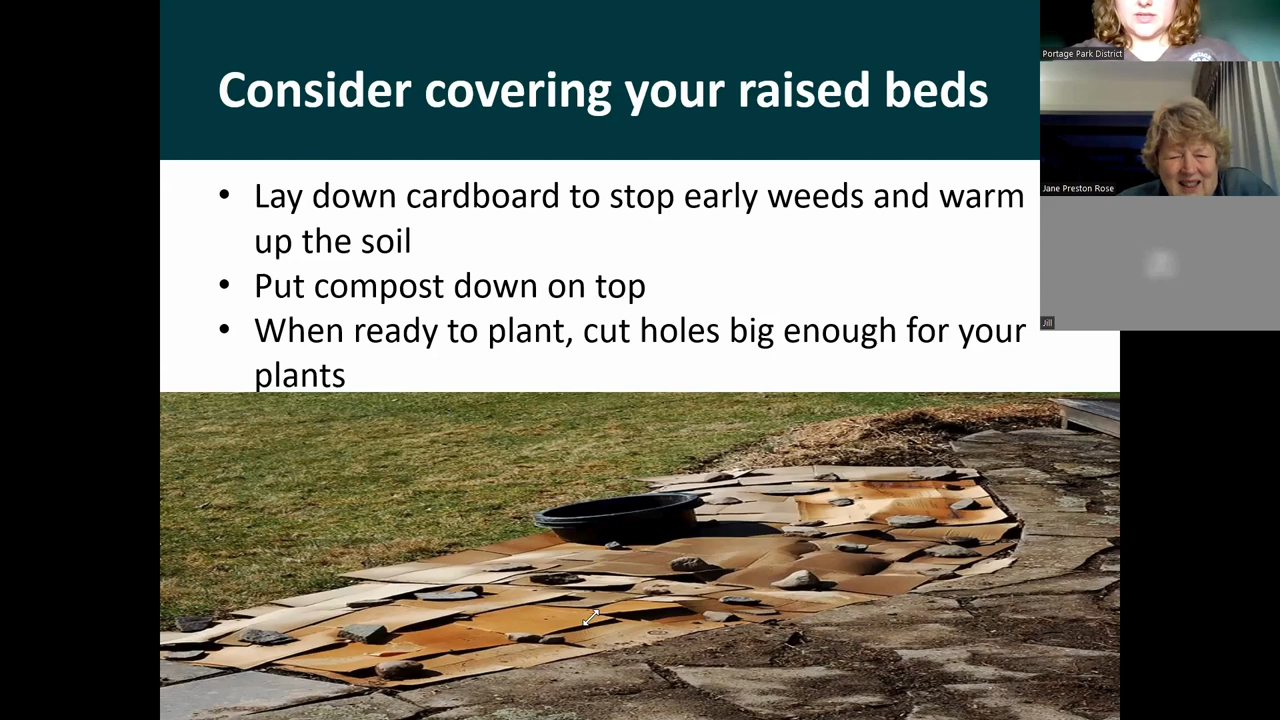 Consider covering your raised beds
• Lay down cardboard to stop early weeds and warm
up the soil
• Put compost down on top
• When ready to plant, cut holes big enough for your
plants
Portage Park District
Jane Preston Rose
Jill